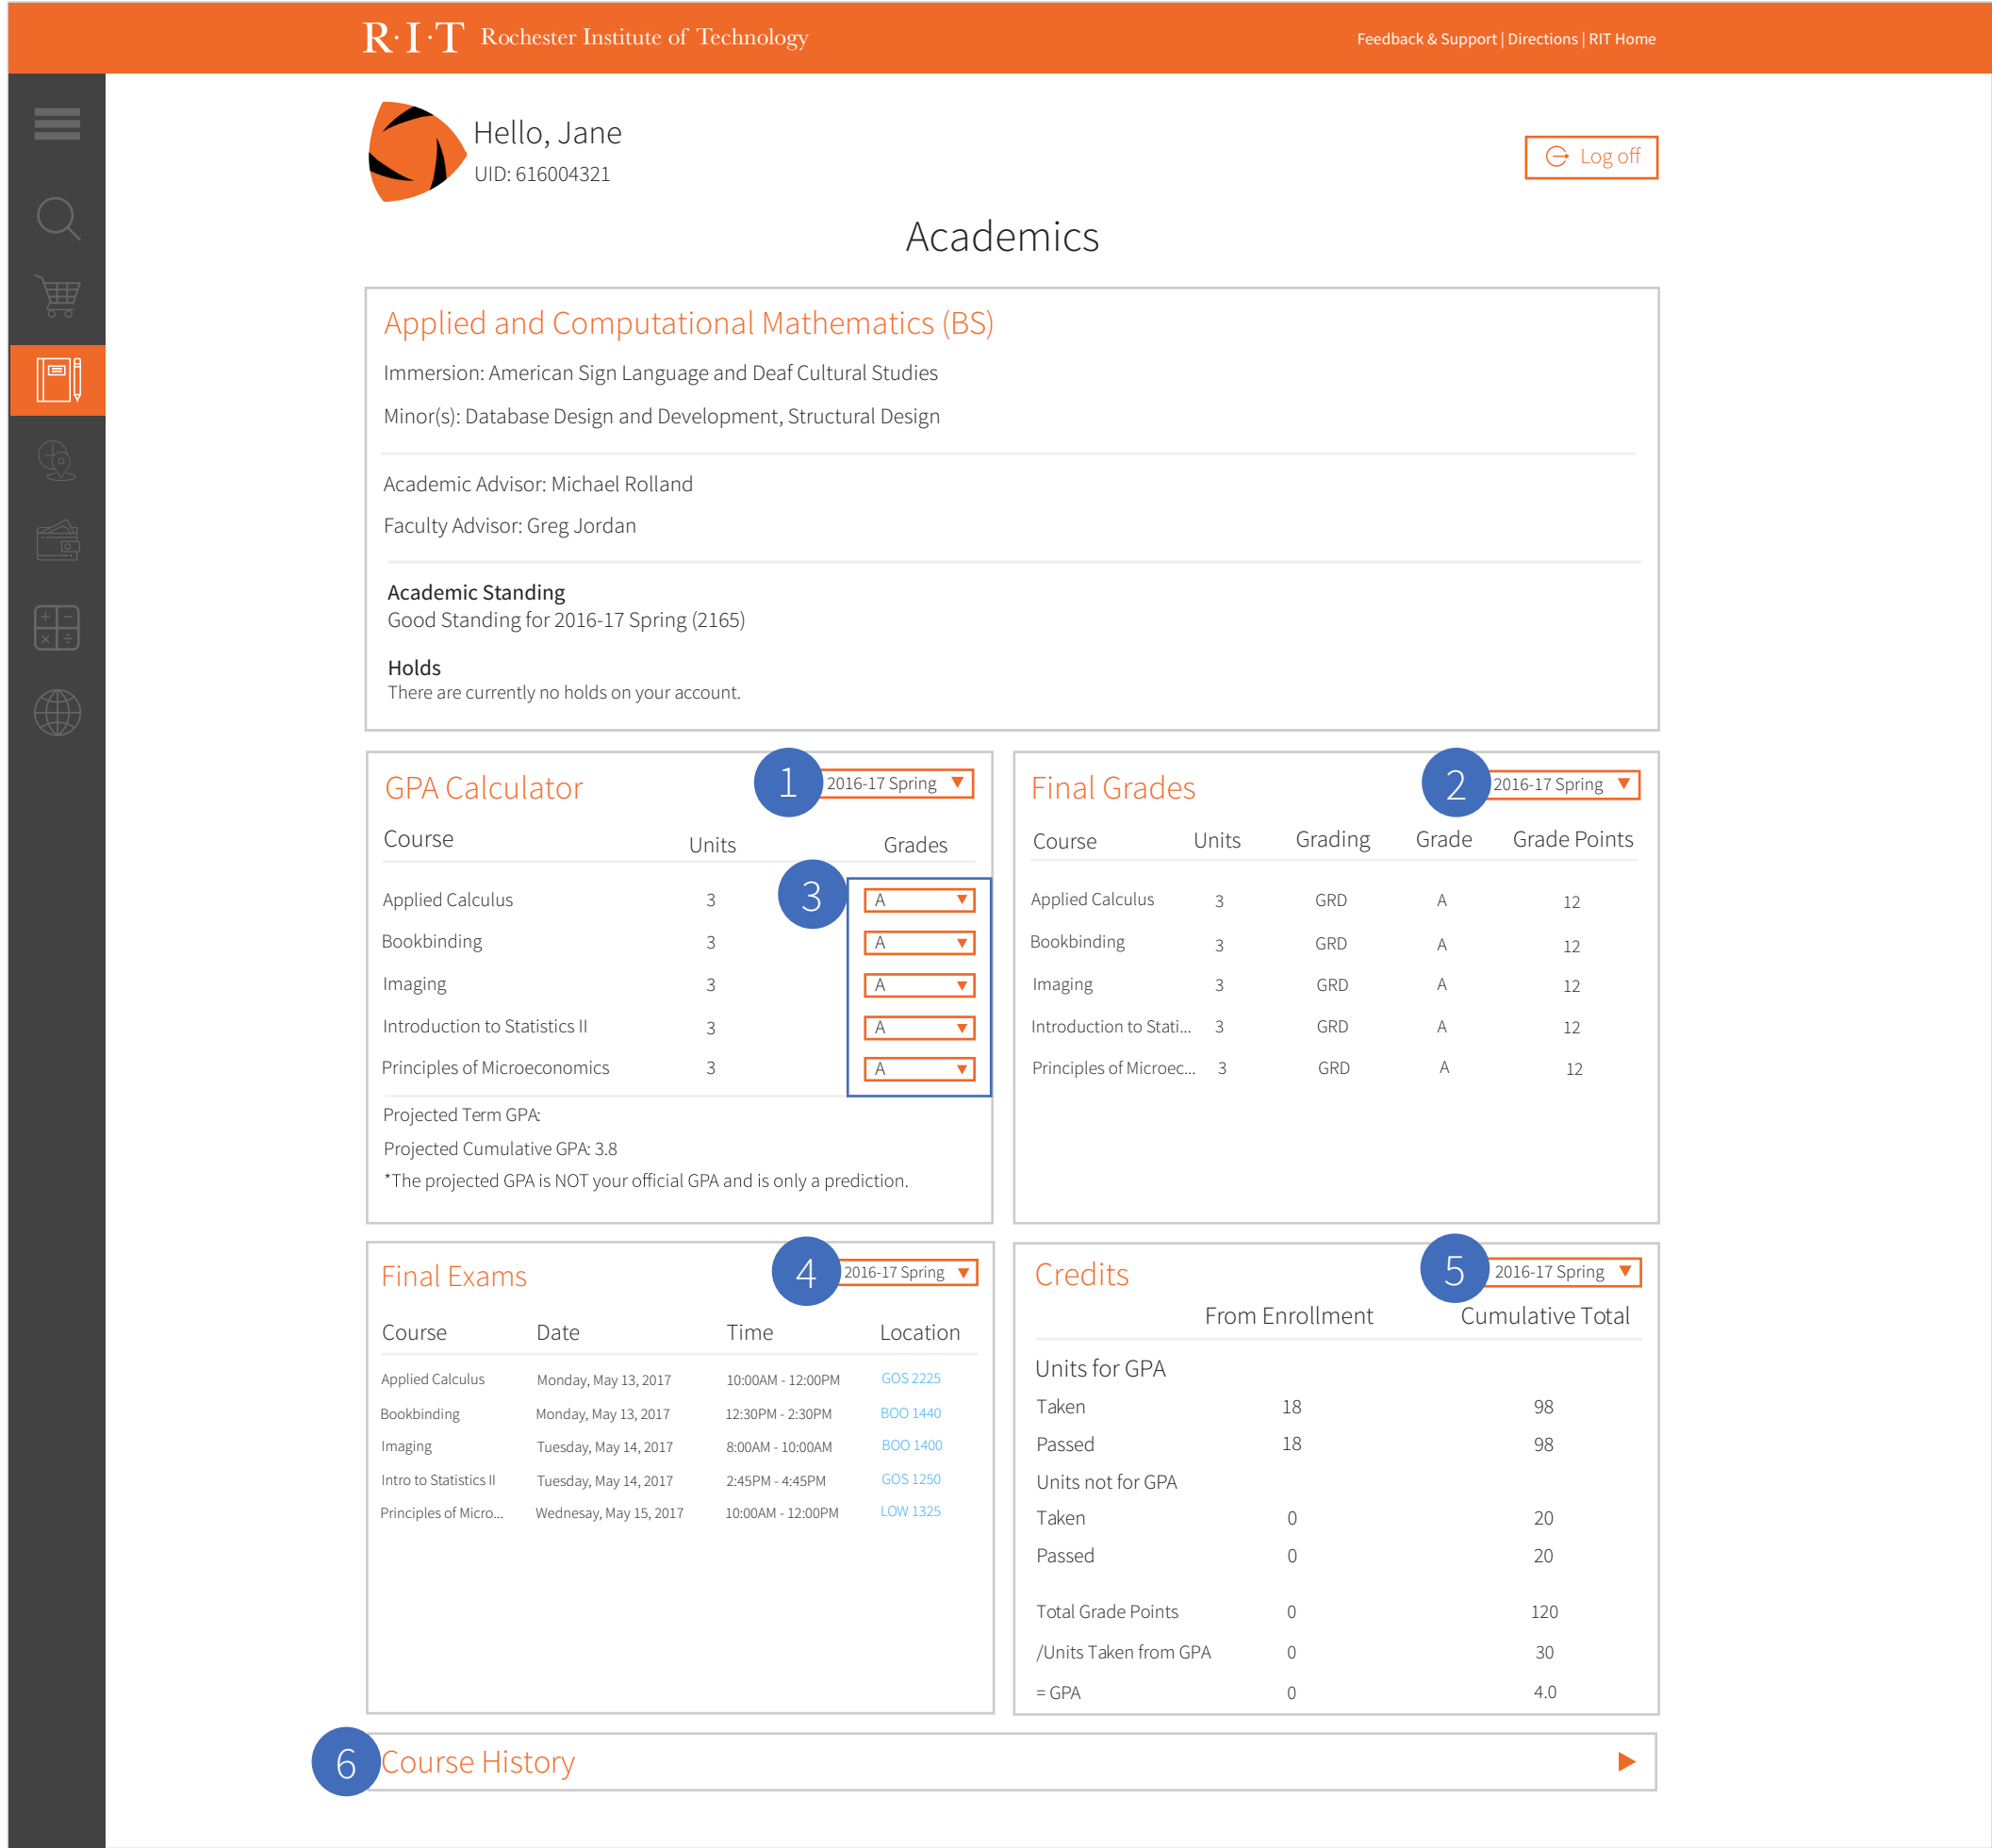 R·I·T Rochester Institute of Technology
Feedback & Support | Directions | RIT Home
Hello, Jane
UID: 616004321
Log off
Academics
Applied and Computational Mathematics (BS)
Immersion: American Sign Language and Deaf Cultural Studies
Minor(s): Database Design and Development, Structural Design
Academic Advisor: Michael Rolland
Faculty Advisor: Greg Jordan
Academic Standing
Good Standing for 2016-17 Spring (2165)
Holds
There are currently no holds on your account.
GPA Calculator 1 2016-17 Spring
Course Units Grades
3
Applied Calculus 3 A
Bookbinding 3 A
Imaging 3 A
Introduction to Statistics II 3 A
Principles of Microeconomics 3 A
Projected Term GPA:
Projected Cumulative GPA: 3.8
*The projected GPA is NOT your official GPA and is only a prediction.
Final Grades 2 2016-17 Spring
Course Units Grading Grade Grade Points
Applied Calculus 3 GRD A 12
Bookbinding 3 GRD A 12
Imaging 3 GRD A 12
Introduction to Stati... 3 GRD A 12
Principles of Microec... 3 GRD A 12
Final Exams 4 2016-17 Spring
Course Date Time Location
Applied Calculus Monday, May 13, 2017 10:00AM - 12:00PM GOS 2225
Bookbinding Monday, May 13, 2017 12:30PM - 2:30PM BOO 1440
Imaging Tuesday, May 14, 2017 8:00AM - 10:00AM BOO 1400
Intro to Statistics II Tuesday, May 14, 2017 2:45PM - 4:45PM GOS 1250
Principles of Micro... Wednesay, May 15, 2017 10:00AM - 12:00PM LOW 1325
Credits 5 2016-17 Spring
From Enrollment Cumulative Total
Units for GPA
Taken 18 98
Passed 18 98
Units not for GPA
Taken 0 20
Passed 0 20
Total Grade Points 0 120
/Units Taken from GPA 0 30
= GPA 0 4.0
6 Course History